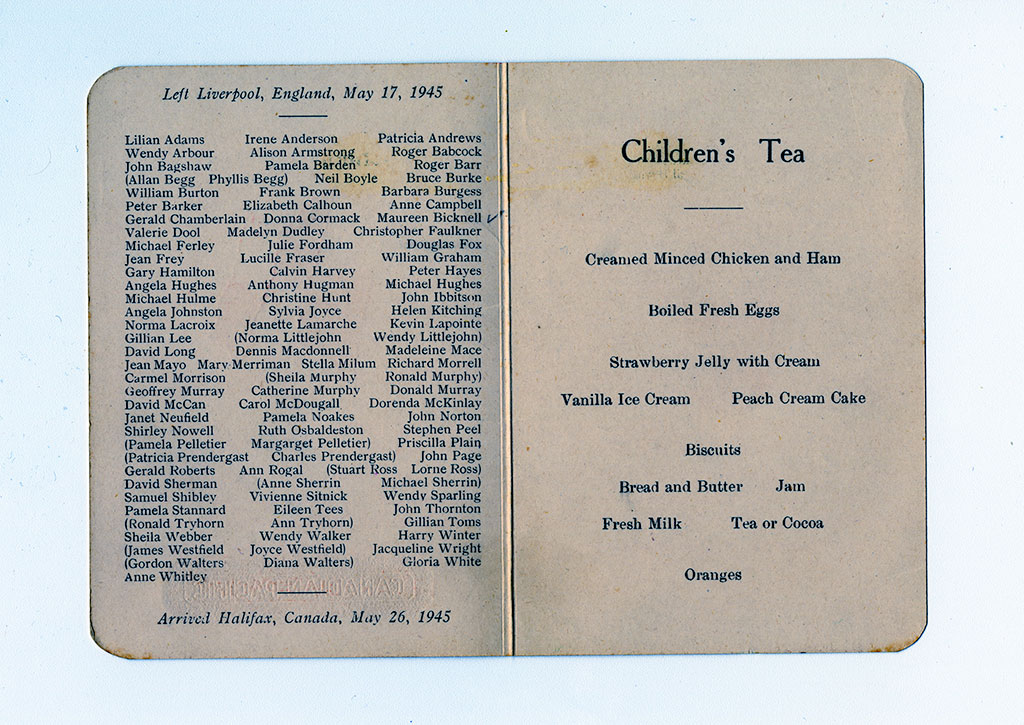 Left Liverpool, England, May 17, 1945
Lilian Adams Irene Anderson Patricia Andrews
Wendy Arbour Alison Armstrong Roger Babcock
John Bagshaw Pamela Barden Roger Barr
(Allan Begg Phyllis Begg) Neil Boyle Bruce Burke
William Burton Frank Brown Barbara Burgess
Peter Barker Elizabeth Calhoun Anne Campbell
Gerald Chamberlain Donna Cormack Maureen Bicknell
Valerie Dool Madelyn Dudley Christopher Faulkner
Michael Ferley Julie Fordham Douglas Fox
Jean Frey Lucille Fraser William Graham
Gary Hamilton Calvin Harvey Peter Hayes
Angela Hughes Anthony Hugman Michael Hughes
Michael Hulme Christine Hunt John Ibbitson
Angela Johnston Sylvia Joyce Helen Kitching
Norma Lacroix Jeanette Lamarche Kevin Lapointe
Gillian Lee (Norma Littlejohn Wendy Littlejohn)
David Long Dennis Macdonnell Madeleine Mace
Jean Mayo Mary Merriman Stella Milum Richard Morrell
Carmel Morrison (Sheila Murphy Ronald Murphy)
Geoffrey Murray Catherine Murphy Donald Murray
David McCan Carol McDougall Dorenda McKinlay
Janet Neufield Pamela Noakes John Norton
Shirley Nowell Ruth Osbaldeston Stephen Peel
(Pamela Pelletier Margarget Pelletier) Priscilla Plain
(Patricia Prendergast Charles Prendergast) John Page
Gerald Roberts Ann Rogal (Stuart Ross Lorne Ross)
David Sherman (Anne Sherrin Michael Sherrin)
Samuel Shibley Vivienne Sitnick Wendy Sparling
Pamela Stannard Eileen Tees John Thornton
(Ronald Tryhorn Ann Tryhorn) Gillian Toms
Sheila Webber Wendy Walker Harry Winter
(James Westfield Joyce Westfield) Jacqueline Wright
(Gordon Walters Diana Walters) Gloria White
Anne Whitley
CANADIAN PACIFIC
Arrived Halifax, Canada, May 26, 1945
Children's Tea
Creamed Minced Chicken and Ham
Boiled Fresh Eggs
Strawberry Jelly with Cream
Vanilla Ice Cream Peach Cream Cake
Biscuits
Bread and Butter Jam
Fresh Milk Tea or Cocoa
Oranges